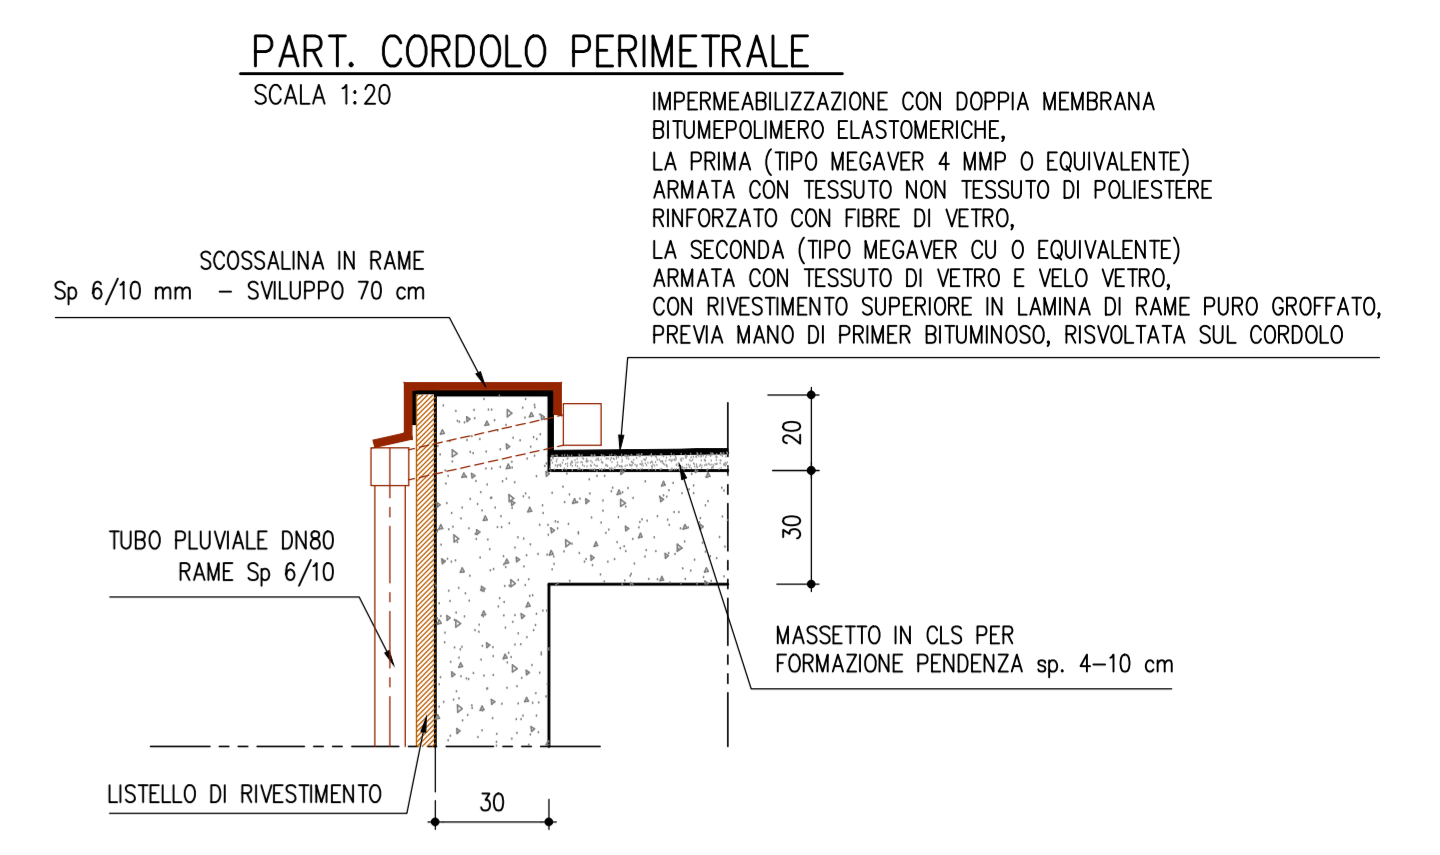 PART. CORDOLO PERIMETRALE
SCALA 1:20
IMPERMEABILIZZAZIONE CON DOPPIA MEMBRANA
BITUMEPOLIMERO ELASTOMERICHE,
LA PRIMA (TIPO MEGAVER 4 MMP O EQUIVALENTE)
ARMATA CON TESSUTO NON TESSUTO DI POLIESTERE
RINFORZATO CON FIBRE DI VETRO,
LA SECONDA (TIPO MEGAVER CU O EQUIVALENTE)
ARMATA CON TESSUTO DI VETRO E VELO VETRO,
CON RIVESTIMENTO SUPERIORE IN LAMINA DI RAME PURO GROFFATO,
PREVIA MANO DI PRIMER BITUMINOSO, RISVOLTATA SUL CORDOLO
SCOSSALINA IN RAME
Sp 6/10 mm – SVILUPPO 70 cm
20
30
TUBO PLUVIALE DN80
RAME Sp 6/10
MASSETTO IN CLS PER
FORMAZIONE PENDENZA sp. 4–10 cm
LISTELLO DI RIVESTIMENTO
30